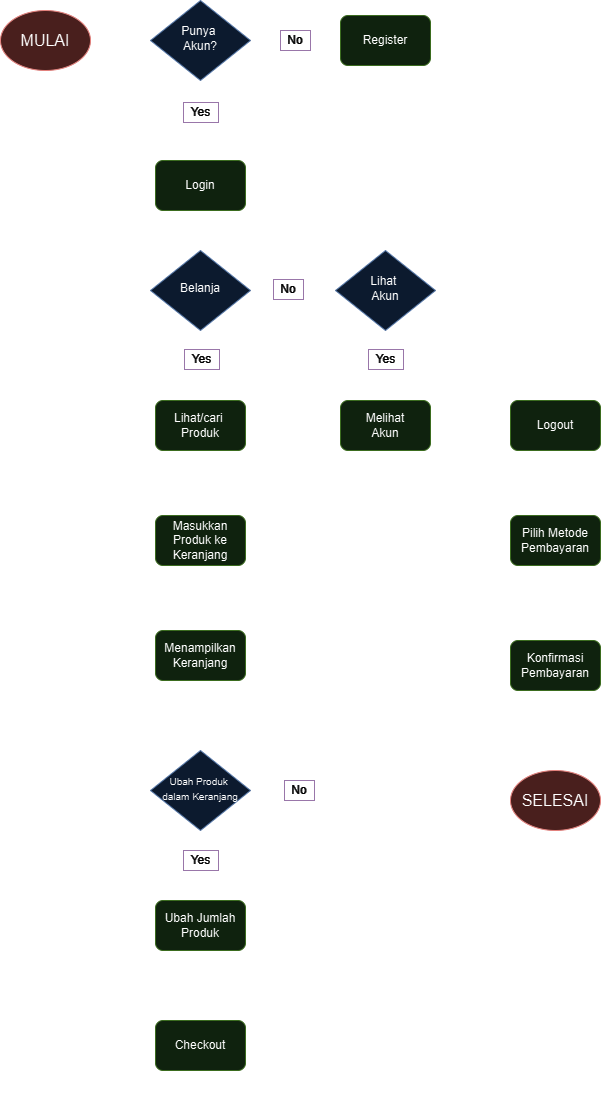 MULAI
Punya
Akun?
No
Register
Yes
Login
Belanja
No
Lihat
Akun
Yes
Yes
Lihat/cari
Produk
Melihat
Akun
Logout
Masukkan
Produk ke
Keranjang
Pilih Metode
Pembayaran
Menampilkan
Keranjang
Konfirmasi
Pembayaran
Ubah Produk
dalam Keranjang
No
SELESAI
Yes
Ubah Jumlah
Produk
Checkout